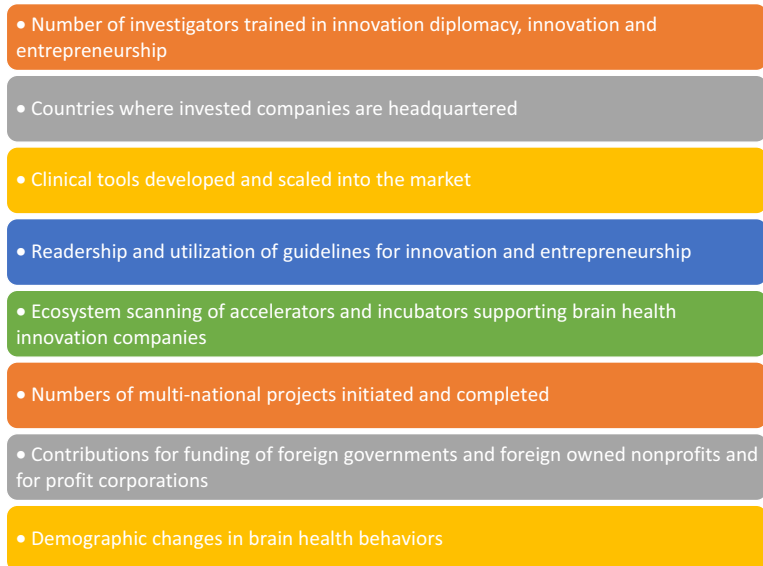 • Number of investigators trained in innovation diplomacy, innovation and
entrepreneurship
• Countries where invested companies are headquartered
• Clinical tools developed and scaled into the market
• Readership and utilization of guidelines for innovation and entrepreneurship
• Ecosystem scanning of accelerators and incubators supporting brain health
innovation companies
• Numbers of multi-national projects initiated and completed
• Contributions for funding of foreign governments and foreign owned nonprofits and
for profit corporations
• Demographic changes in brain health behaviors